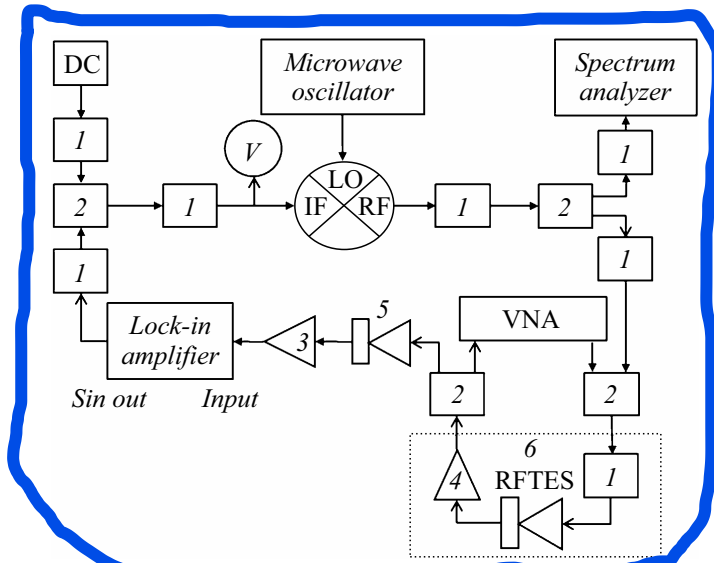 DC
Microwave
oscillator
Spectrum
analyzer
1
1
V
LO
2
1
IF
RF
1
2
1
1
5
VNA
Lock-in
amplifier
3
2
2
Sin out
Input
6
4
RFTES
1